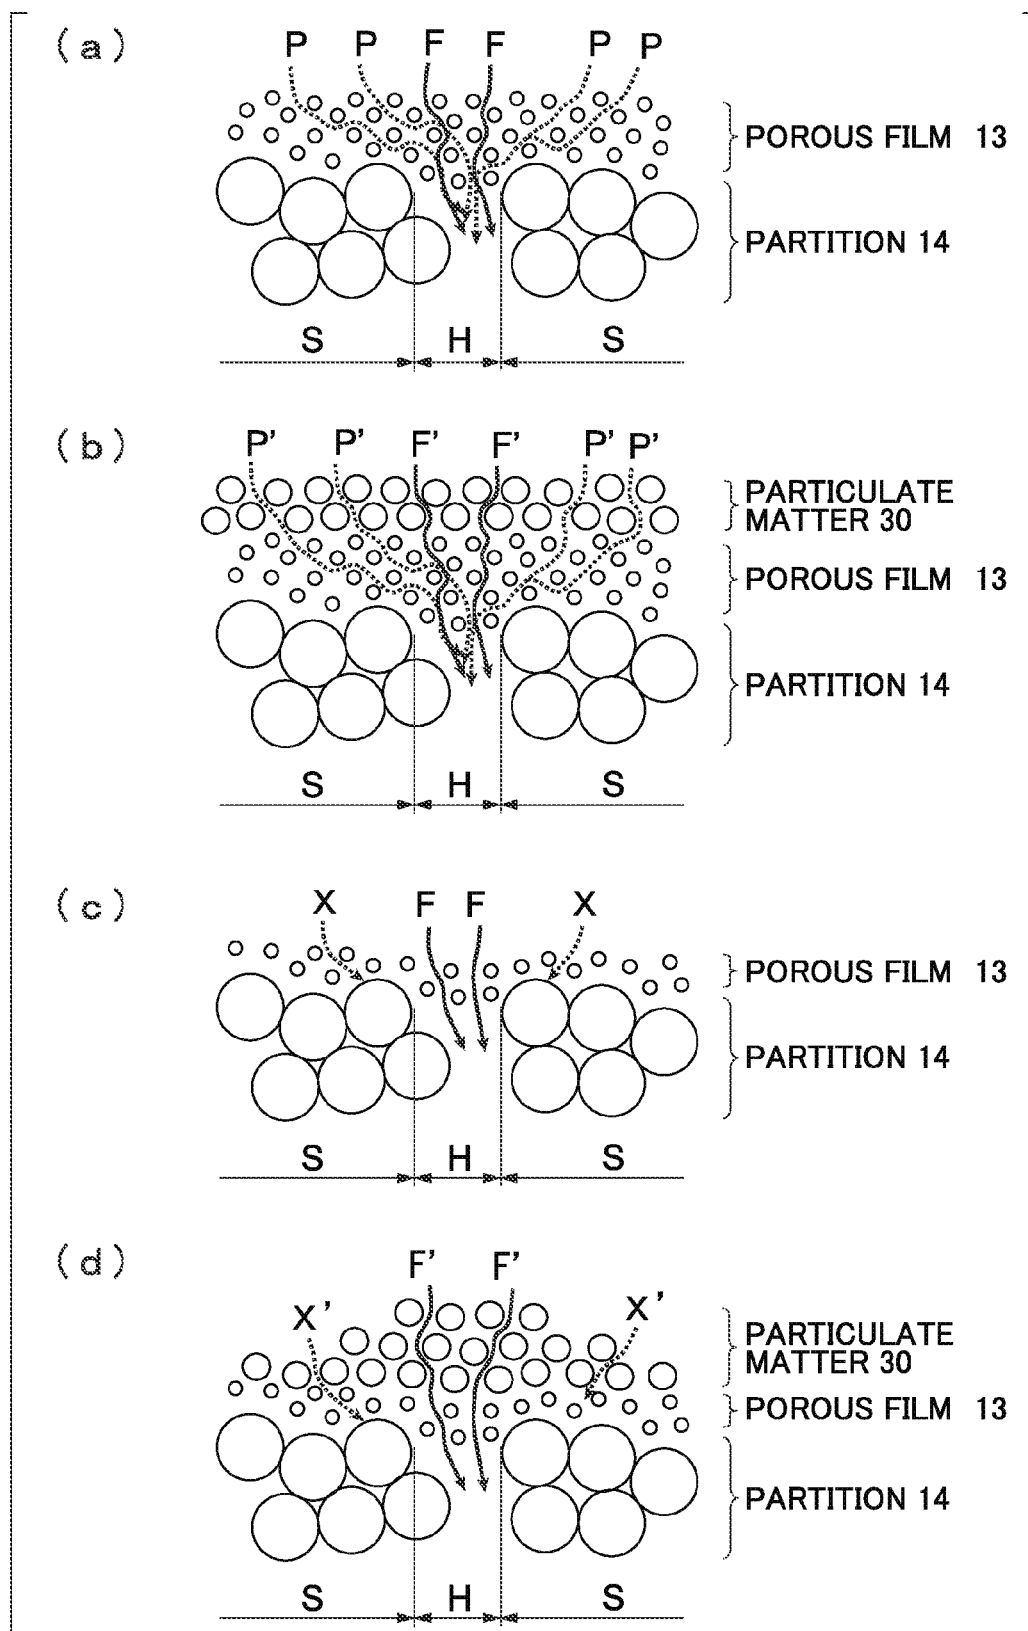 (a)
P P F F P P
POROUS FILM 13
PARTITION 14
S H S
(b)
P' P' F' F' P' P'
PARTICULATE
MATTER 30
POROUS FILM 13
PARTITION 14
S H S
(c)
X F F X
POROUS FILM 13
PARTITION 14
S H S
(d)
F' F'
X' X'
PARTICULATE
MATTER 30
POROUS FILM 13
PARTITION 14
S H S